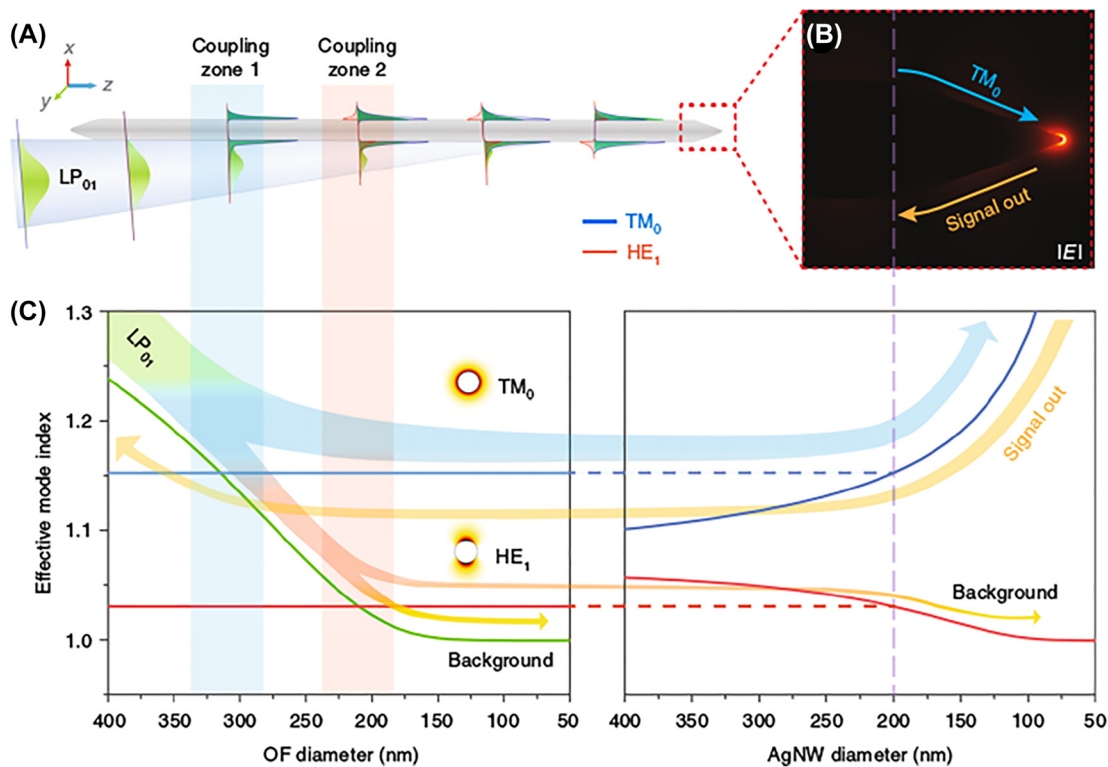 (A)
x
y
z
Coupling
zone 1
Coupling
zone 2
LP01
TM0
HE1
(B)
TM0
Signal out
|E|
(C)
Effective mode index
1.3
1.2
1.1
1.0
LP01
TM0
HE1
Background
400 350 300 250 200 150 100 50
OF diameter (nm)
Signal out
Background
400 350 300 250 200 150 100 50
AgNW diameter (nm)